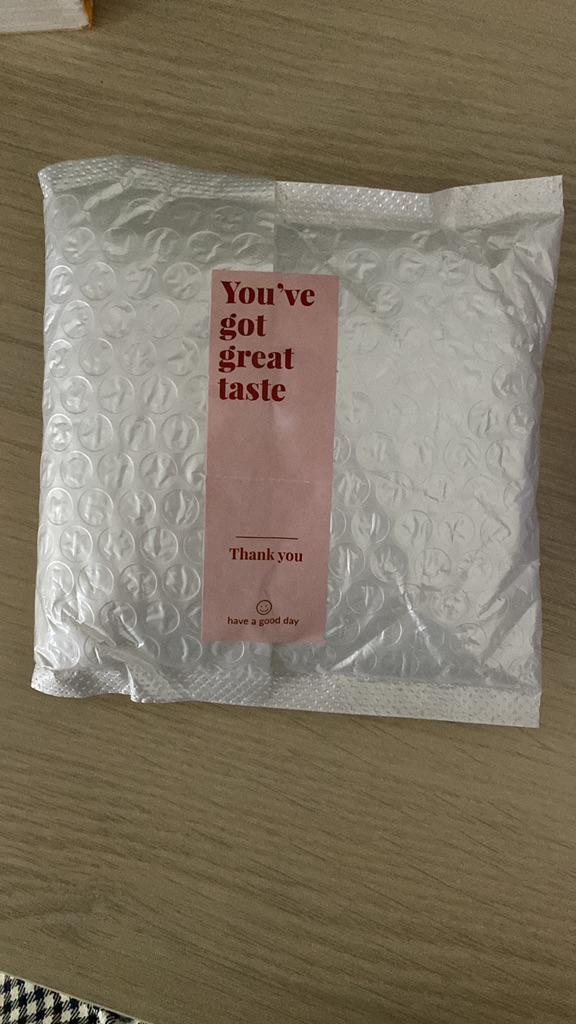 You've
got
great
taste
Thank you
have a good day